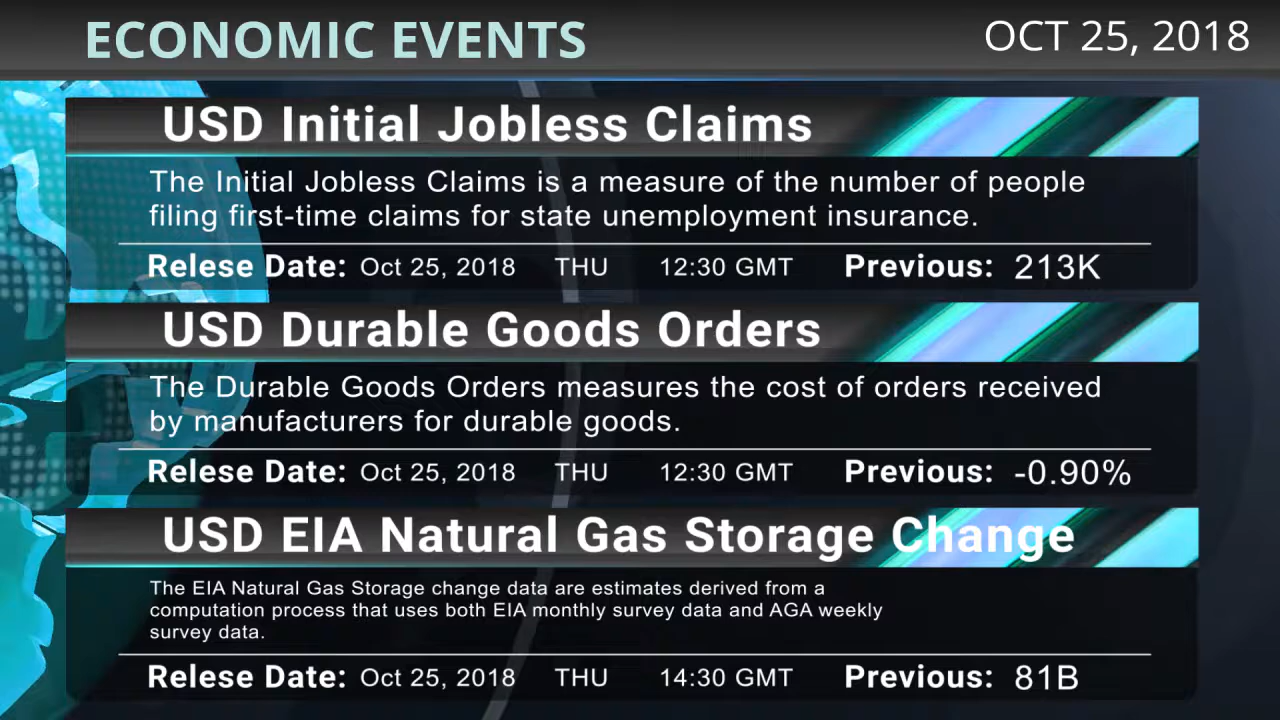 ECONOMIC EVENTS
OCT 25, 2018
USD Initial Jobless Claims
The Initial Jobless Claims is a measure of the number of people
filing first-time claims for state unemployment insurance.
Relese Date: Oct 25, 2018 THU 12:30 GMT Previous: 213K
USD Durable Goods Orders
The Durable Goods Orders measures the cost of orders received
by manufacturers for durable goods.
Relese Date: Oct 25, 2018 THU 12:30 GMT Previous: -0.90%
USD EIA Natural Gas Storage Change
The EIA Natural Gas Storage change data are estimates derived from a
computation process that uses both EIA monthly survey data and AGA weekly
survey data.
Relese Date: Oct 25, 2018 THU 14:30 GMT Previous: 81B